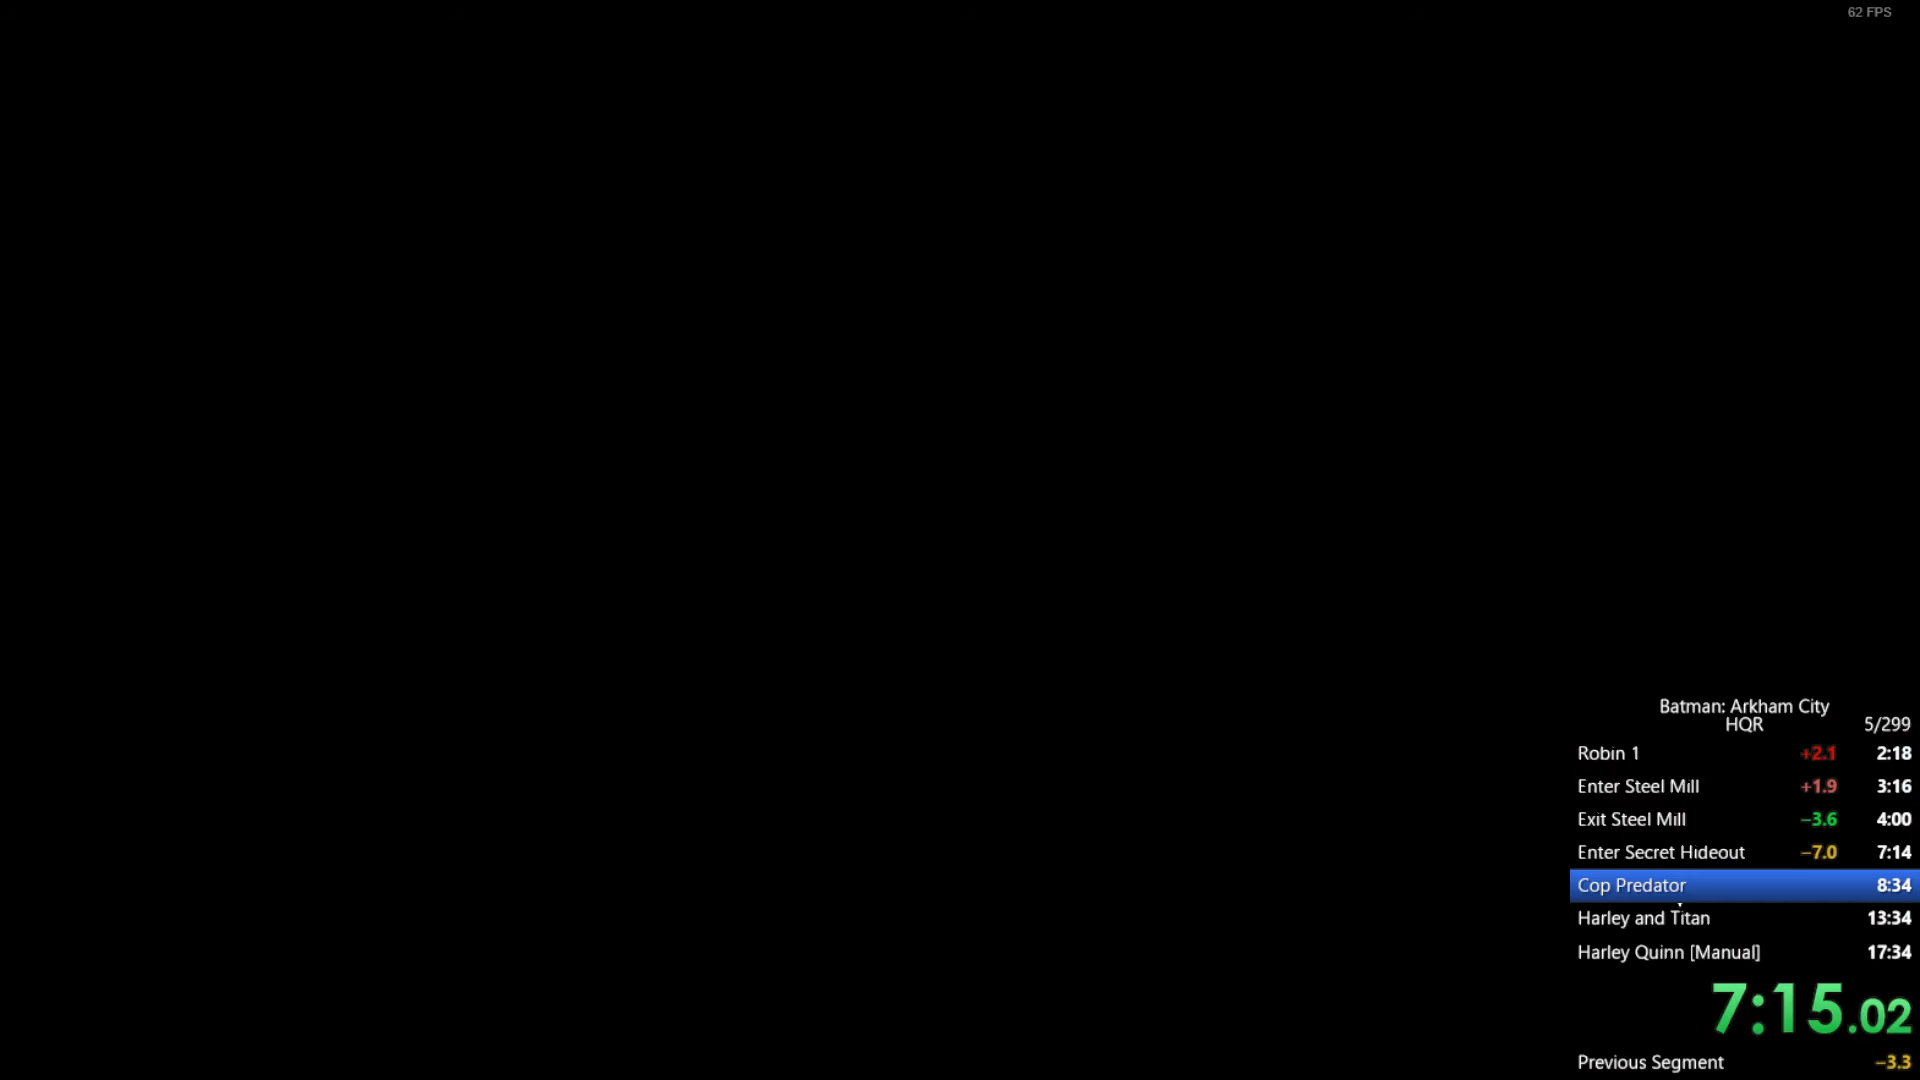 62 FPS
Batman: Arkham City
HQR 5/299
Robin 1 +2.1 2:18
Enter Steel Mill +1.9 3:16
Exit Steel Mill −3.6 4:00
Enter Secret Hideout −7.0 7:14
Cop Predator 8:34
Harley and Titan 13:34
Harley Quinn [Manual] 17:34
7:15.02
Previous Segment −3.3